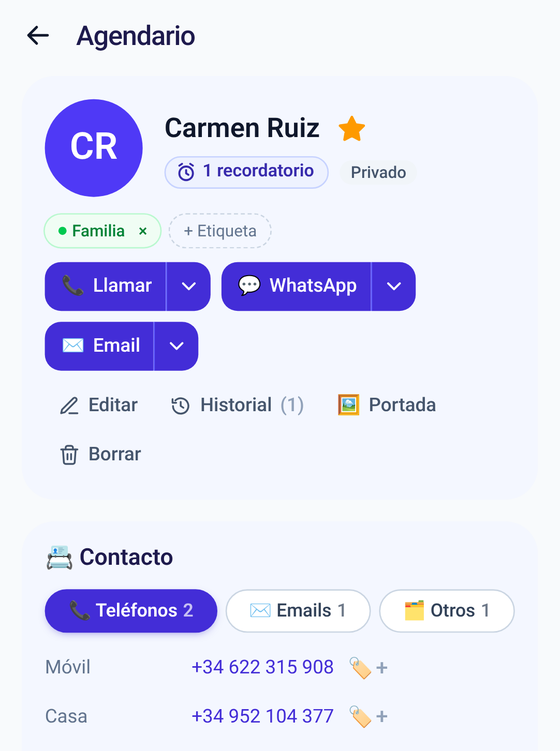 Agendario
CR
Carmen Ruiz
1 recordatorio
Privado
Familia ×
+ Etiqueta
Llamar
WhatsApp
Email
Editar
Historial (1)
Portada
Borrar
Contacto
Teléfonos 2
Emails 1
Otros 1
Móvil +34 622 315 908 +
Casa +34 952 104 377 +